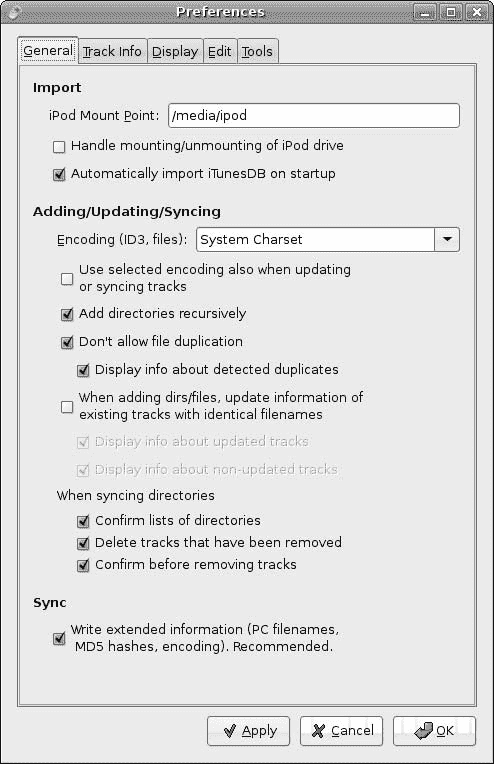 Preferences
General Track Info Display Edit Tools
Import
iPod Mount Point: /media/ipod
Handle mounting/unmounting of iPod drive
Automatically import iTunesDB on startup
Adding/Updating/Syncing
Encoding (ID3, files): System Charset
Use selected encoding also when updating
or syncing tracks
Add directories recursively
Don't allow file duplication
Display info about detected duplicates
When adding dirs/files, update information of
existing tracks with identical filenames
Display info about updated tracks
Display info about non-updated tracks
When syncing directories
Confirm lists of directories
Delete tracks that have been removed
Confirm before removing tracks
Sync
Write extended information (PC filenames,
MD5 hashes, encoding). Recommended.
Apply Cancel OK